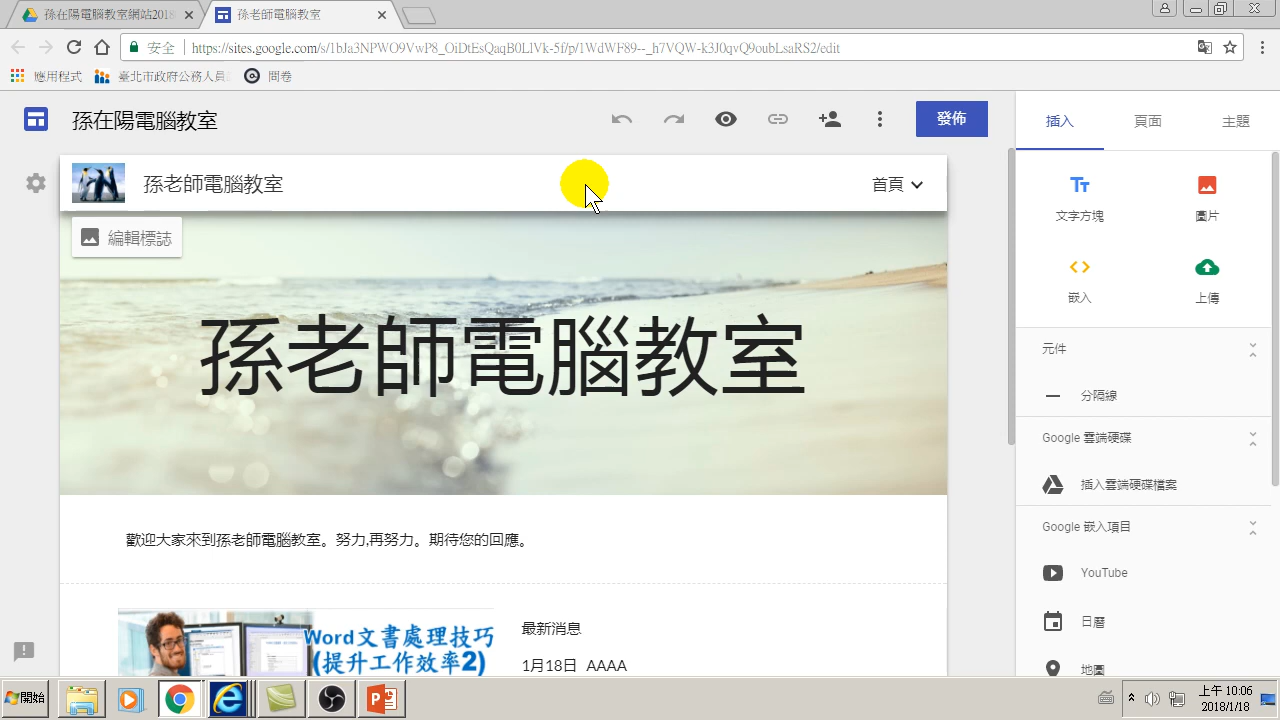 孫在陽電腦教室網站2018
孫老師電腦教室
安全
https://sites.google.com/s/1bJa3NPWO9VwP8_OiDtEsQaqB0LIVk-5f/p/1WdWF89--_h7VQW-k3J0qvQ9oubLsaRS2/edit
應用程式
臺北市政府公務人員
問卷
孫在陽電腦教室
發佈
插入
頁面
主題
孫老師電腦教室
首頁
編輯標誌
孫老師電腦教室
文字方塊
圖片
嵌入
上傳
元件
分隔線
Google 雲端硬碟
插入雲端硬碟檔案
Google 嵌入項目
YouTube
日曆
地圖
歡迎大家來到孫老師電腦教室。努力,再努力。期待您的回應。
Word文書處理技巧
(提升工作效率2)
最新消息
1月18日 AAAA
開始
上午 10:06
2018/1/18